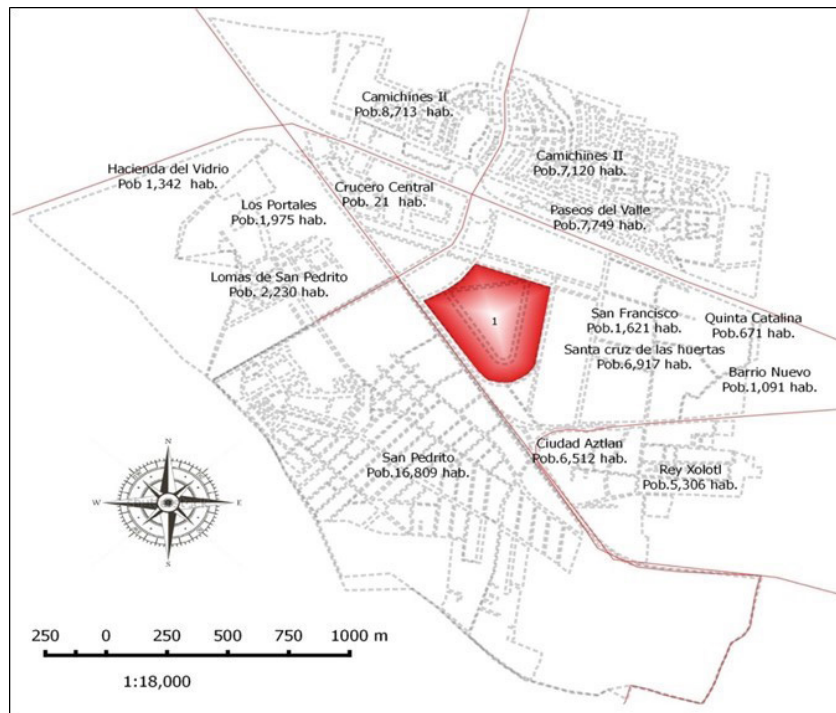 Camichines II
Pob.8,713 hab.
Camichines II
Pob.7,120 hab.
Hacienda del Vidrio
Pob 1,342 hab.
Crucero Central
Pob. 21 hab.
Los Portales
Pob.1,975 hab.
Paseos del Valle
Pob.7,749 hab.
Lomas de San Pedrito
Pob. 2,230 hab.
1
San Francisco
Pob.1,621 hab.
Quinta Catalina
Pob.671 hab.
Santa cruz de las huertas
Pob.6,917 hab.
Barrio Nuevo
Pob.1,091 hab.
San Pedrito
Pob.16,809 hab.
Ciudad Aztlan
Pob.6,512 hab.
Rey Xolotl
Pob.5,306 hab.
N
W
E
S
250 0 250 500 750 1000 m
1:18,000